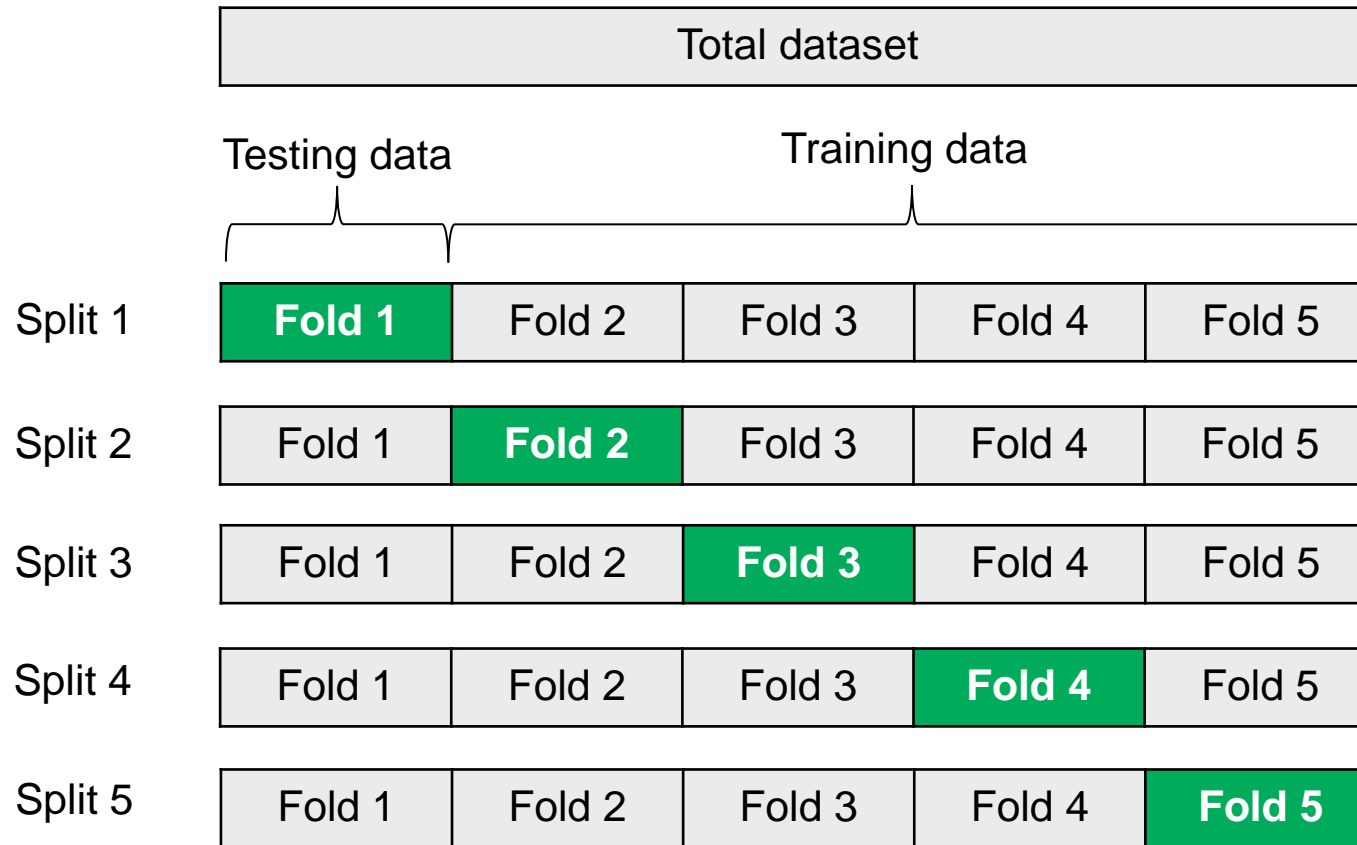 Total dataset
Testing data Training data
Split 1 Fold 1 Fold 2 Fold 3 Fold 4 Fold 5
Split 2 Fold 1 Fold 2 Fold 3 Fold 4 Fold 5
Split 3 Fold 1 Fold 2 Fold 3 Fold 4 Fold 5
Split 4 Fold 1 Fold 2 Fold 3 Fold 4 Fold 5
Split 5 Fold 1 Fold 2 Fold 3 Fold 4 Fold 5